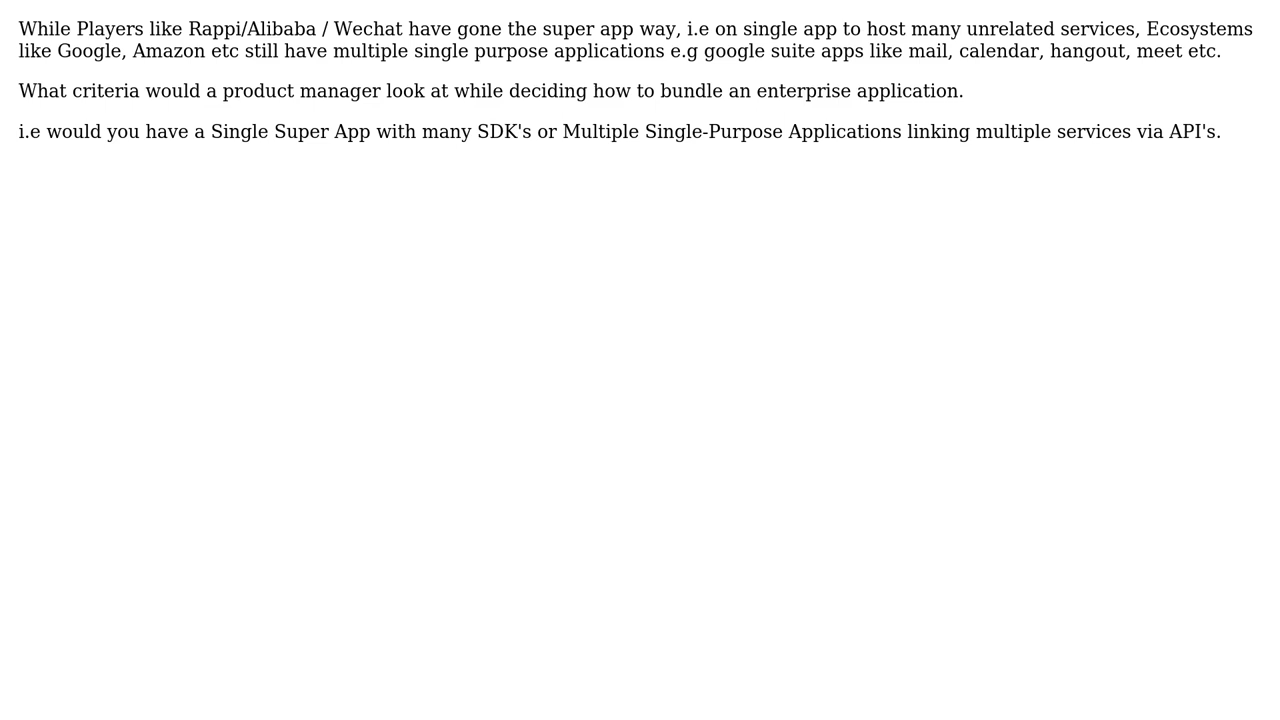 While Players like Rappi/Alibaba / Wechat have gone the super app way, i.e on single app to host many unrelated services, Ecosystems
like Google, Amazon etc still have multiple single purpose applications e.g google suite apps like mail, calendar, hangout, meet etc.
What criteria would a product manager look at while deciding how to bundle an enterprise application.
i.e would you have a Single Super App with many SDK's or Multiple Single-Purpose Applications linking multiple services via API's.